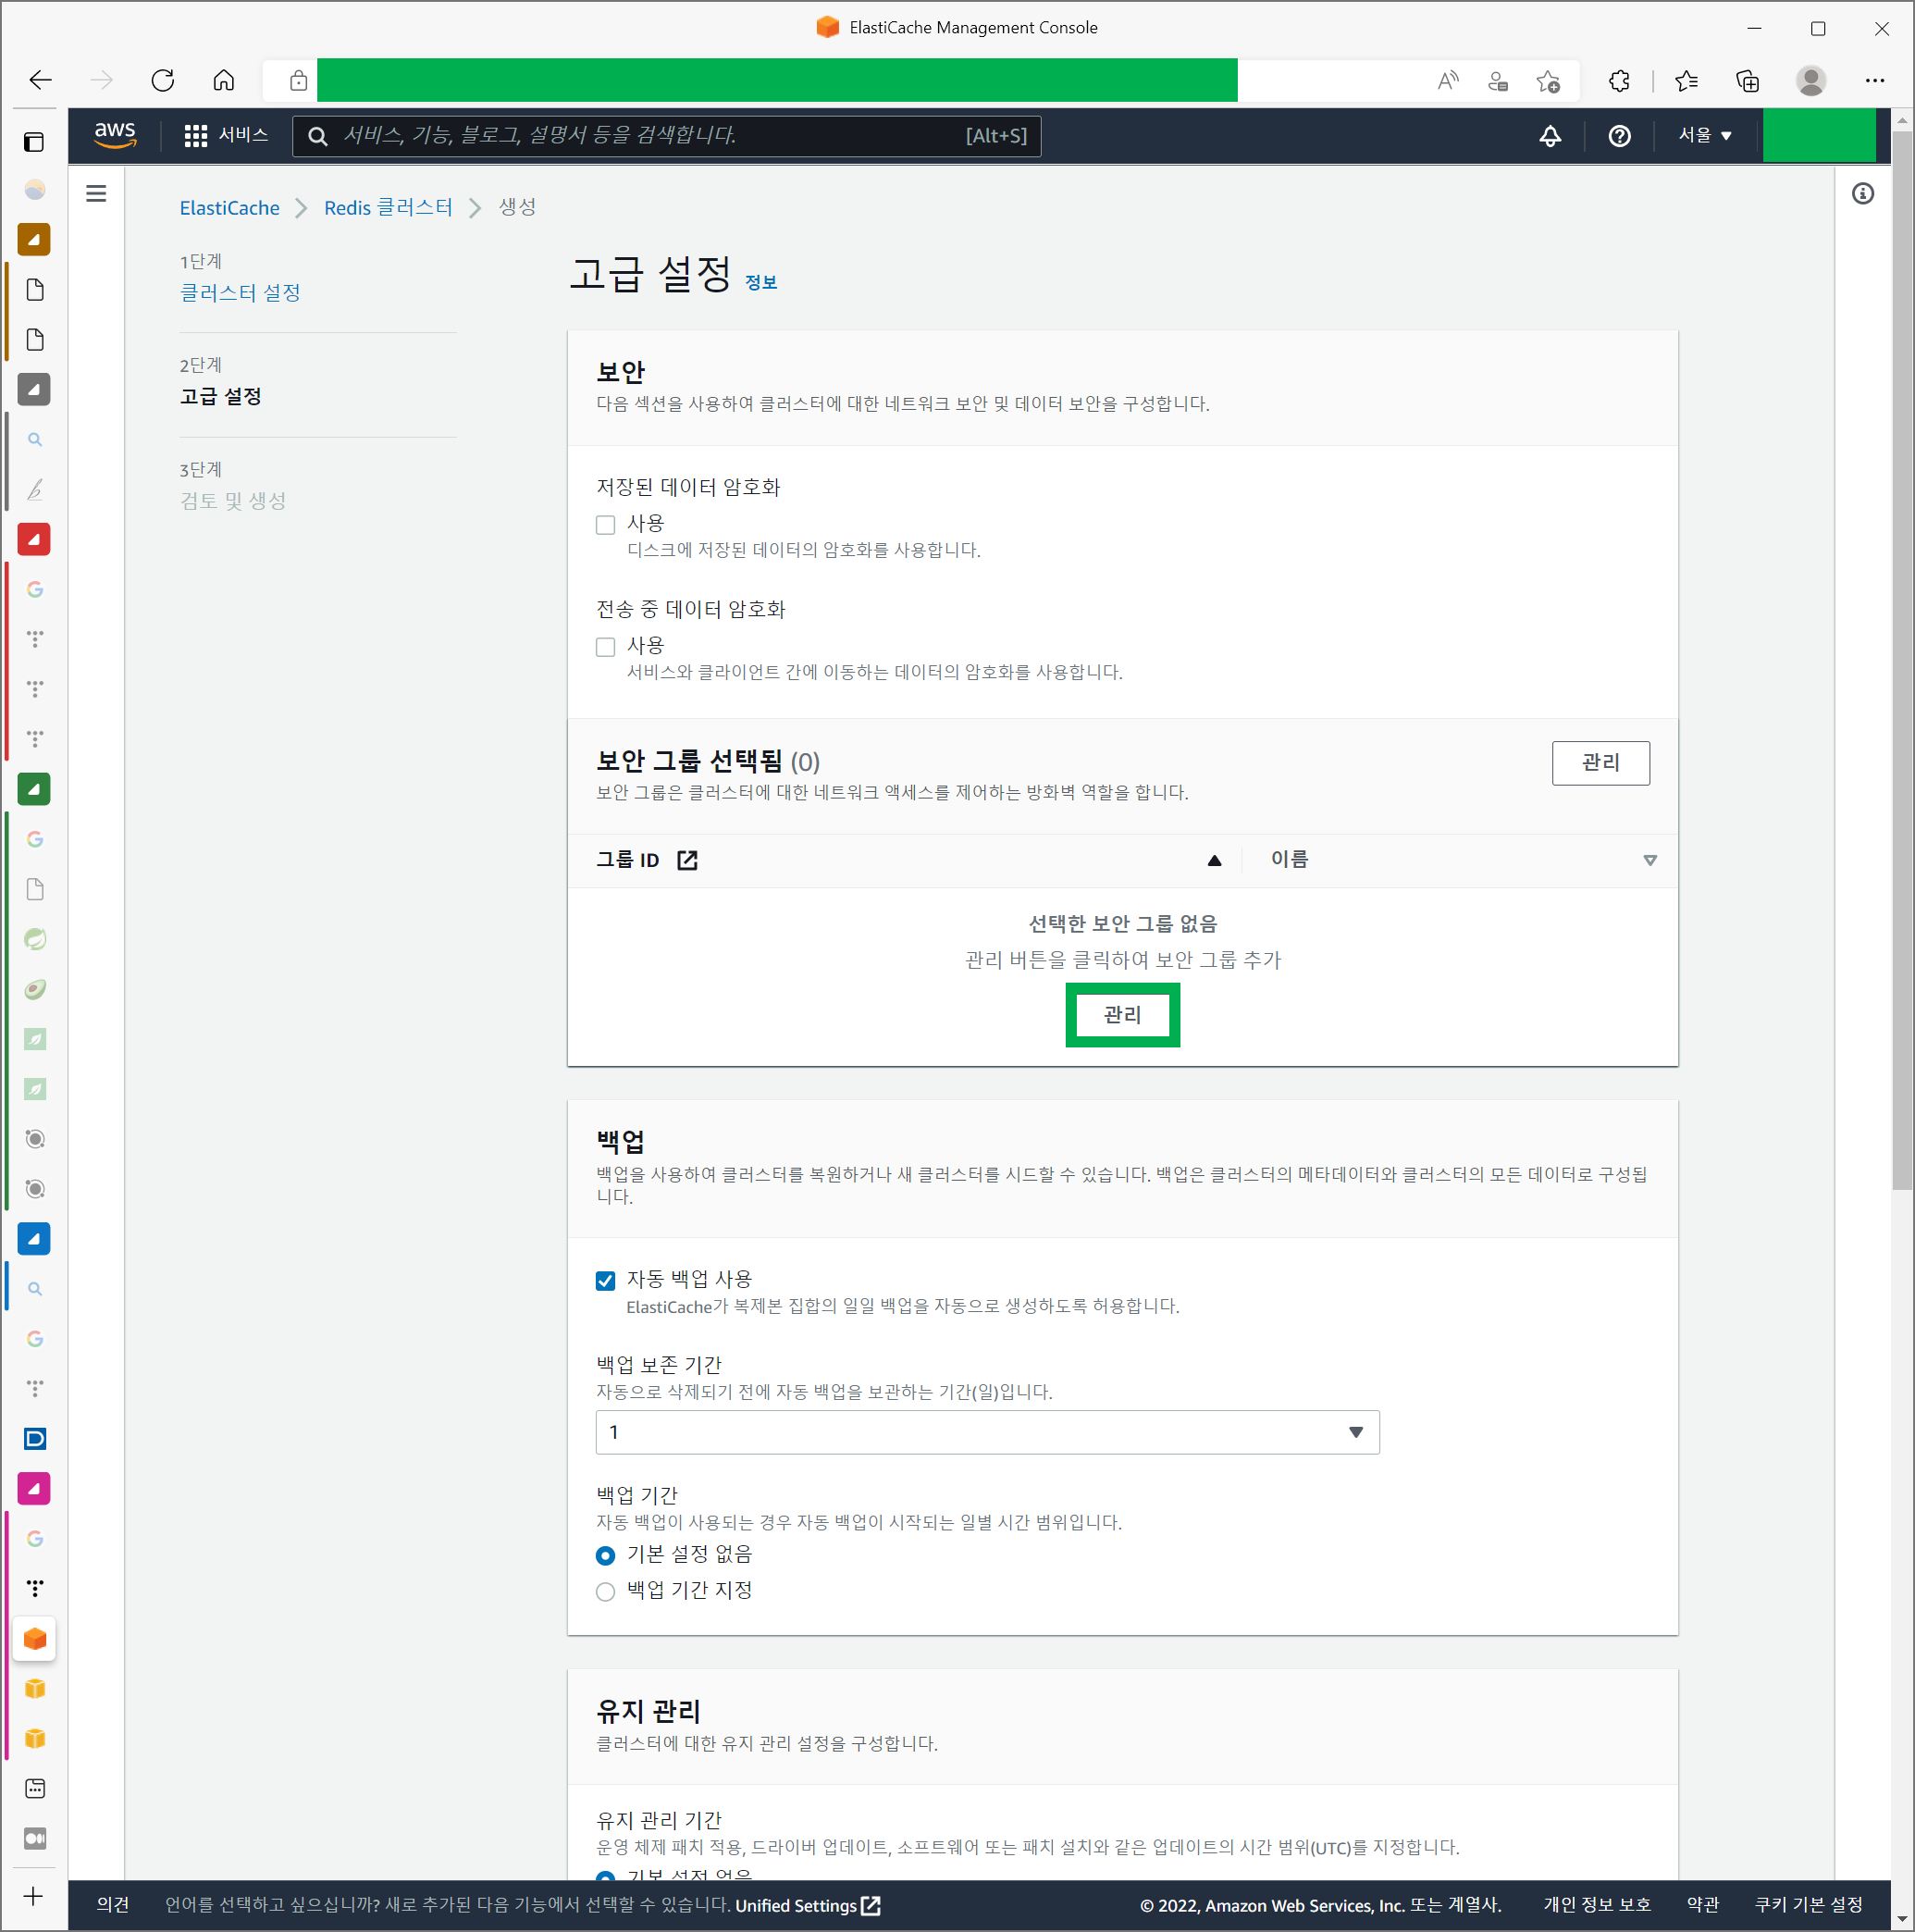 ElastiCache Management Console
aws
서비스
서비스, 기능, 블로그, 설명서 등을 검색합니다.
[Alt+S]
서울 ▼
ElastiCache > Redis 클러스터 > 생성
1단계
클러스터 설정
2단계
고급 설정
3단계
검토 및 생성
고급 설정 정보
보안
다음 섹션을 사용하여 클러스터에 대한 네트워크 보안 및 데이터 보안을 구성합니다.
저장된 데이터 암호화
사용
디스크에 저장된 데이터의 암호화를 사용합니다.
전송 중 데이터 암호화
사용
서비스와 클라이언트 간에 이동하는 데이터의 암호화를 사용합니다.
보안 그룹 선택됨 (0)
관리
보안 그룹은 클러스터에 대한 네트워크 액세스를 제어하는 방화벽 역할을 합니다.
그룹 ID
이름
선택한 보안 그룹 없음
관리 버튼을 클릭하여 보안 그룹 추가
관리
백업
백업을 사용하여 클러스터를 복원하거나 새 클러스터를 시드할 수 있습니다. 백업은 클러스터의 메타데이터와 클러스터의 모든 데이터로 구성됩
니다.
자동 백업 사용
ElastiCache가 복제본 집합의 일일 백업을 자동으로 생성하도록 허용합니다.
백업 보존 기간
자동으로 삭제되기 전에 자동 백업을 보관하는 기간(일)입니다.
1
백업 기간
자동 백업이 사용되는 경우 자동 백업이 시작되는 일별 시간 범위입니다.
기본 설정 없음
백업 기간 지정
유지 관리
클러스터에 대한 유지 관리 설정을 구성합니다.
유지 관리 기간
운영 체제 패치 적용, 드라이버 업데이트, 소프트웨어 또는 패치 설치와 같은 업데이트의 시간 범위(UTC)를 지정합니다.
기본 설정 없음
의견
언어를 선택하고 싶으십니까? 새로 추가된 다음 기능에서 선택할 수 있습니다. Unified Settings
© 2022, Amazon Web Services, Inc. 또는 계열사.
개인 정보 보호
약관
쿠키 기본 설정